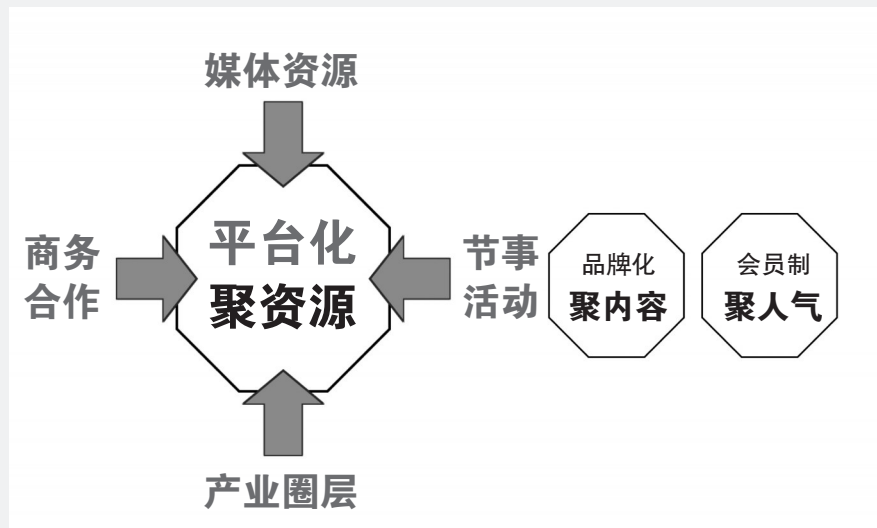 媒体资源
商务
合作
平台化
聚资源
节事
活动
品牌化
聚内容
会员制
聚人气
产业圈层